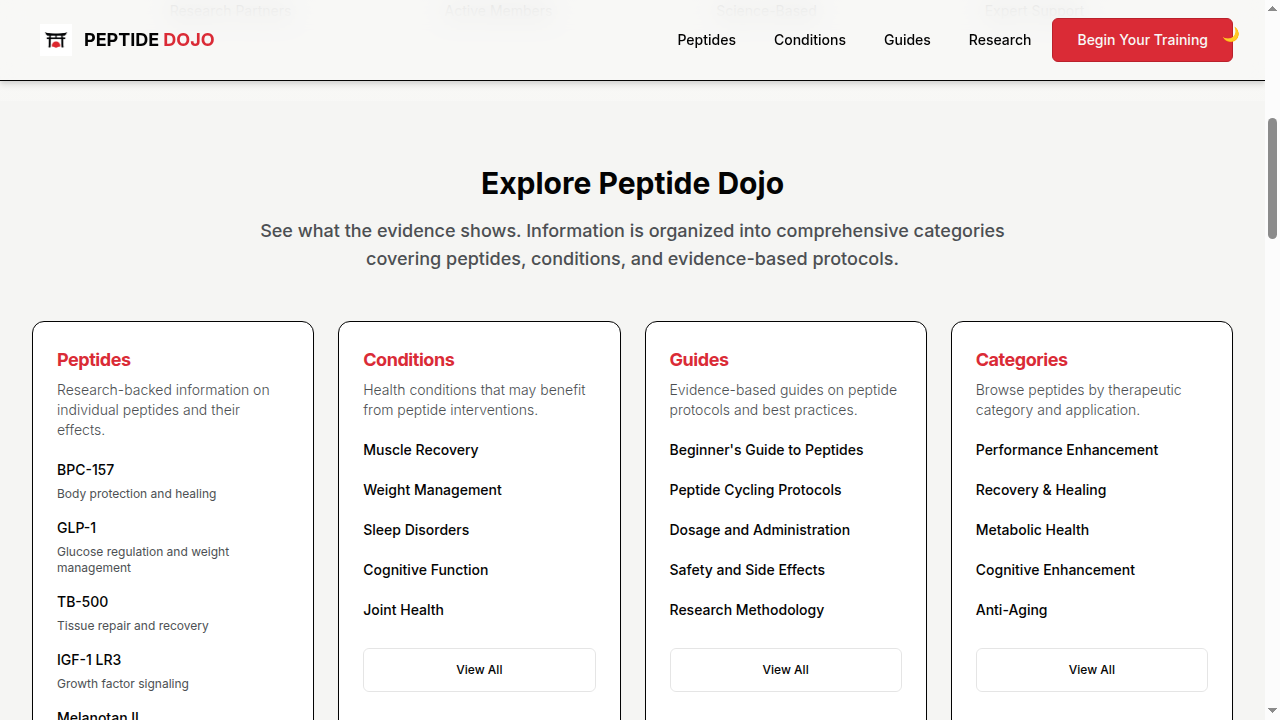 PEPTIDE DOJO
Peptides
Conditions
Guides
Research
Begin Your Training
Research Partners
Active Members
Science-Based
Expert Support
Explore Peptide Dojo
See what the evidence shows. Information is organized into comprehensive categories
covering peptides, conditions, and evidence-based protocols.
Peptides
Research-backed information on
individual peptides and their
effects.
BPC-157
Body protection and healing
GLP-1
Glucose regulation and weight
management
TB-500
Tissue repair and recovery
IGF-1 LR3
Growth factor signaling
Melanotan II
Conditions
Health conditions that may benefit
from peptide interventions.
Muscle Recovery
Weight Management
Sleep Disorders
Cognitive Function
Joint Health
View All
Guides
Evidence-based guides on peptide
protocols and best practices.
Beginner's Guide to Peptides
Peptide Cycling Protocols
Dosage and Administration
Safety and Side Effects
Research Methodology
View All
Categories
Browse peptides by therapeutic
category and application.
Performance Enhancement
Recovery & Healing
Metabolic Health
Cognitive Enhancement
Anti-Aging
View All